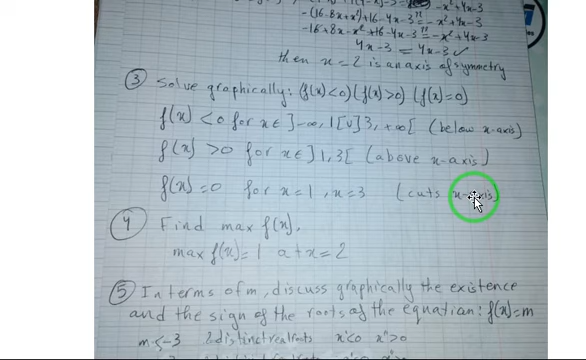 -(16-8x+x²)+16-4x-3 ?= -x²+4x-3
-16+8x-x²+16-4x-3 ?= -x²+4x-3
4x-3 = 4x-3 ✓
then x=2 is an axis of symmetry
③ Solve graphically: (f(x)<0) (f(x)>0) (f(x)=0)
f(x)<0 for x∈]-∞,1[∪]3,+∞[ (below x-axis)
f(x)>0 for x∈]1,3[ (above x-axis)
f(x)=0 for x=1, x=3 (cuts x-axis)
④ Find max f(x),
max f(x)=1 at x=2
⑤ In terms of m, discuss graphically the existence
and the sign of the roots of the equation: f(x)=m
m<-3 2 distinct real roots x'<0 x">0